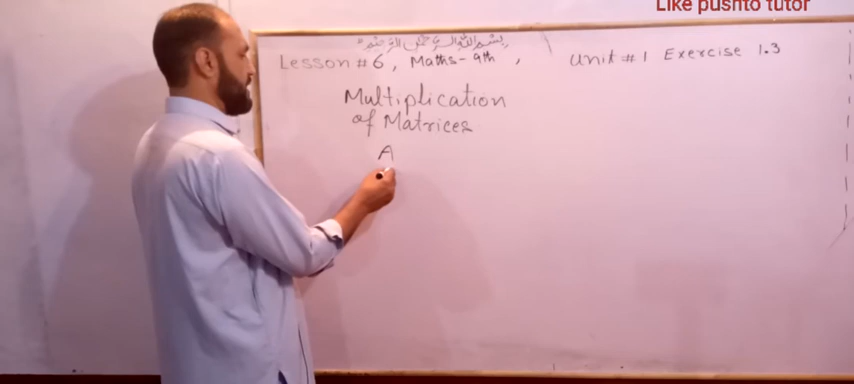 Like pushto tutor
بسم الله الرحمن الرحيم
Lesson # 6, Maths - 9th, Unit # 1 Exercise 1.3
Multiplication
of Matrices
A